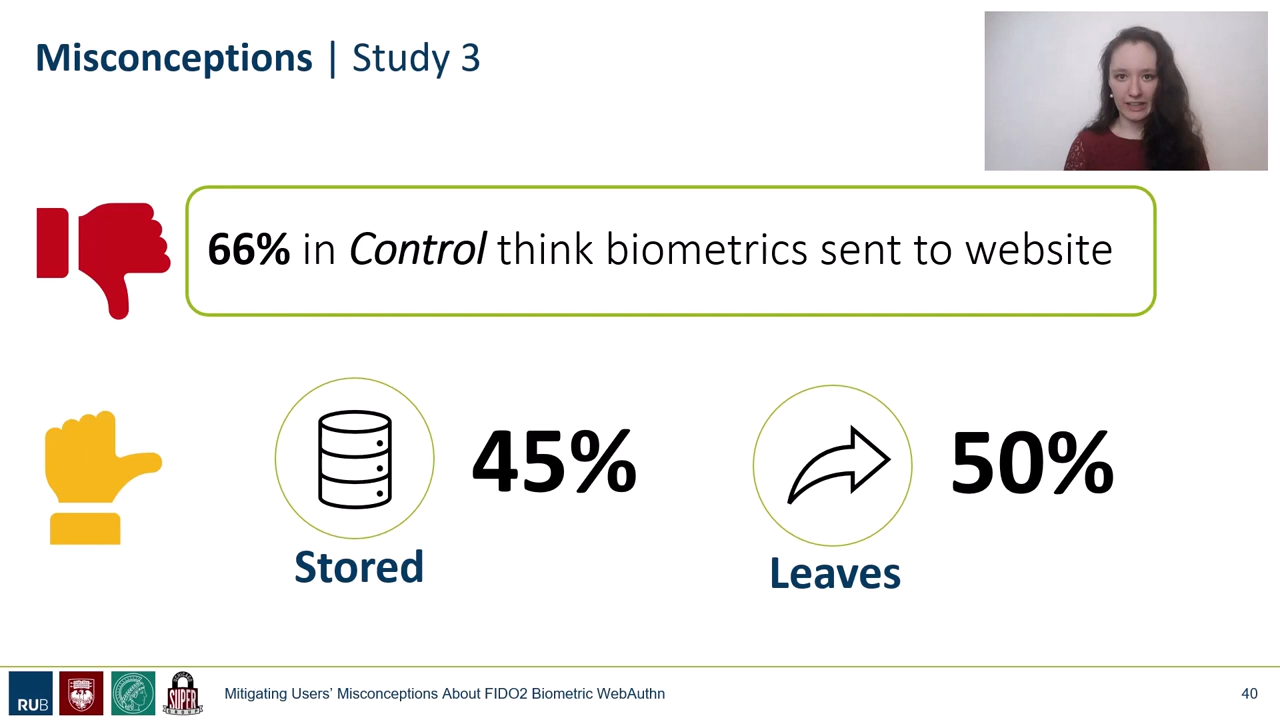 Misconceptions | Study 3
66% in Control think biometrics sent to website
45%
50%
Stored
Leaves
RUB
SUPER
Mitigating Users' Misconceptions About FIDO2 Biometric WebAuthn
40